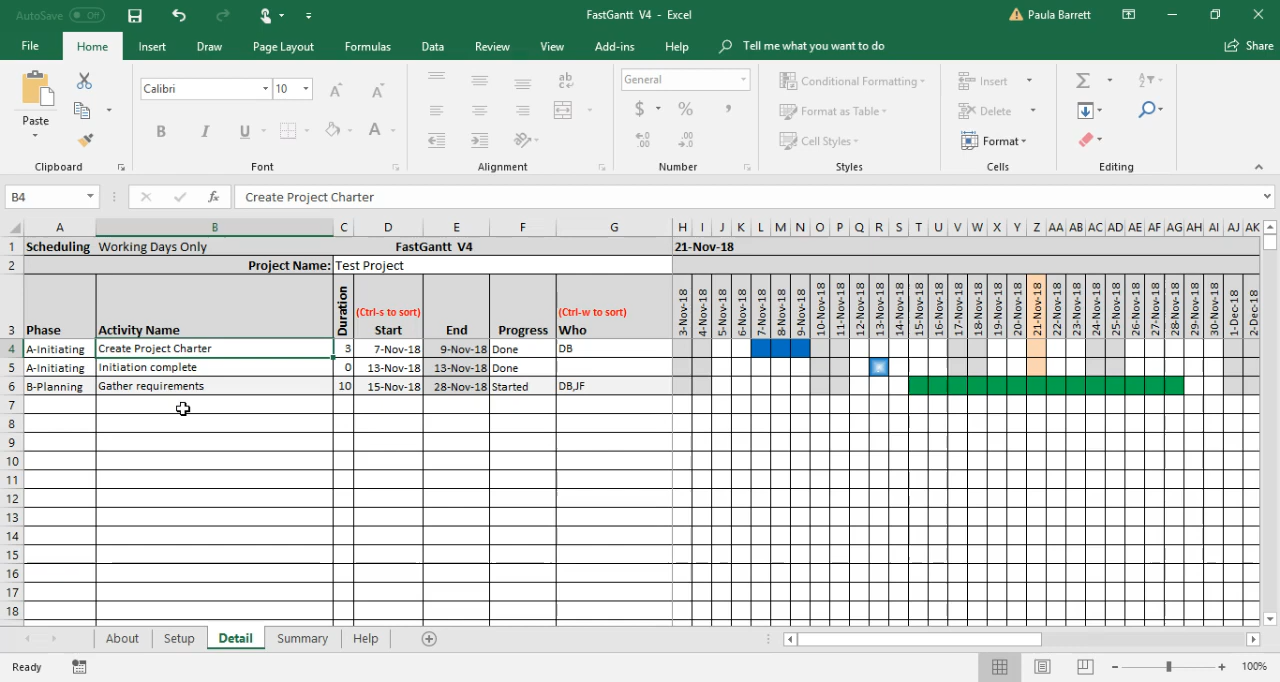 AutoSave Off FastGantt V4 - Excel Paula Barrett
File Home Insert Draw Page Layout Formulas Data Review View Add-ins Help Tell me what you want to do Share
Paste
Calibri 10
General
Conditional Formatting
Format as Table
Cell Styles
Insert
Delete
Format
Clipboard Font Alignment Number Styles Cells Editing
B4 fx Create Project Charter
A B C D E F G H I J K L M N O P Q R S T U V W X Y Z AA AB AC AD AE AF AG AH AI AJ AK
1 Scheduling Working Days Only FastGantt V4 21-Nov-18
2 Project Name: Test Project
3 Phase Activity Name Duration (Ctrl-s to sort) Start End Progress (Ctrl-w to sort) Who 3-Nov-18 4-Nov-18 5-Nov-18 6-Nov-18 7-Nov-18 8-Nov-18 9-Nov-18 10-Nov-18 11-Nov-18 12-Nov-18 13-Nov-18 14-Nov-18 15-Nov-18 16-Nov-18 17-Nov-18 18-Nov-18 19-Nov-18 20-Nov-18 21-Nov-18 22-Nov-18 23-Nov-18 24-Nov-18 25-Nov-18 26-Nov-18 27-Nov-18 28-Nov-18 29-Nov-18 30-Nov-18 1-Dec-18 2-Dec-18
4 A-Initiating Create Project Charter 3 7-Nov-18 9-Nov-18 Done DB
5 A-Initiating Initiation complete 0 13-Nov-18 13-Nov-18 Done
6 B-Planning Gather requirements 10 15-Nov-18 28-Nov-18 Started DB,JF
7
8
9
10
11
12
13
14
15
16
17
18
About Setup Detail Summary Help
Ready 100%